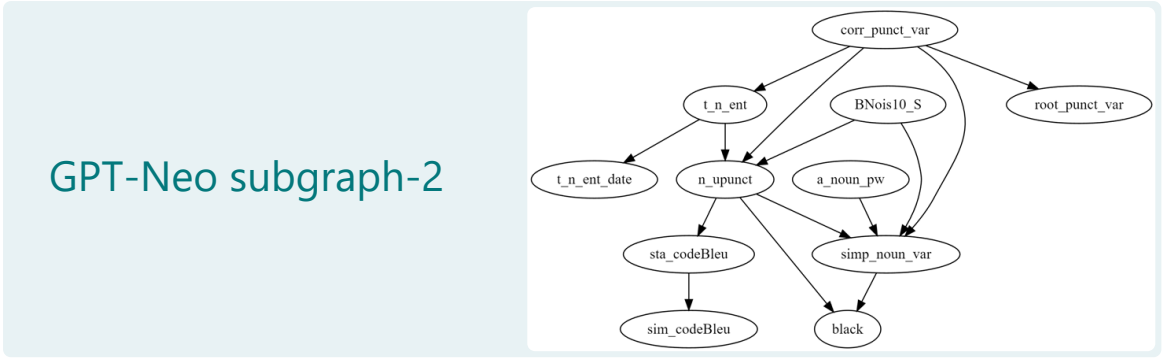 GPT-Neo subgraph-2
corr_punct_var
t_n_ent
BNois10_S
root_punct_var
t_n_ent_date
n_upunct
a_noun_pw
sta_codeBleu
simp_noun_var
sim_codeBleu
black